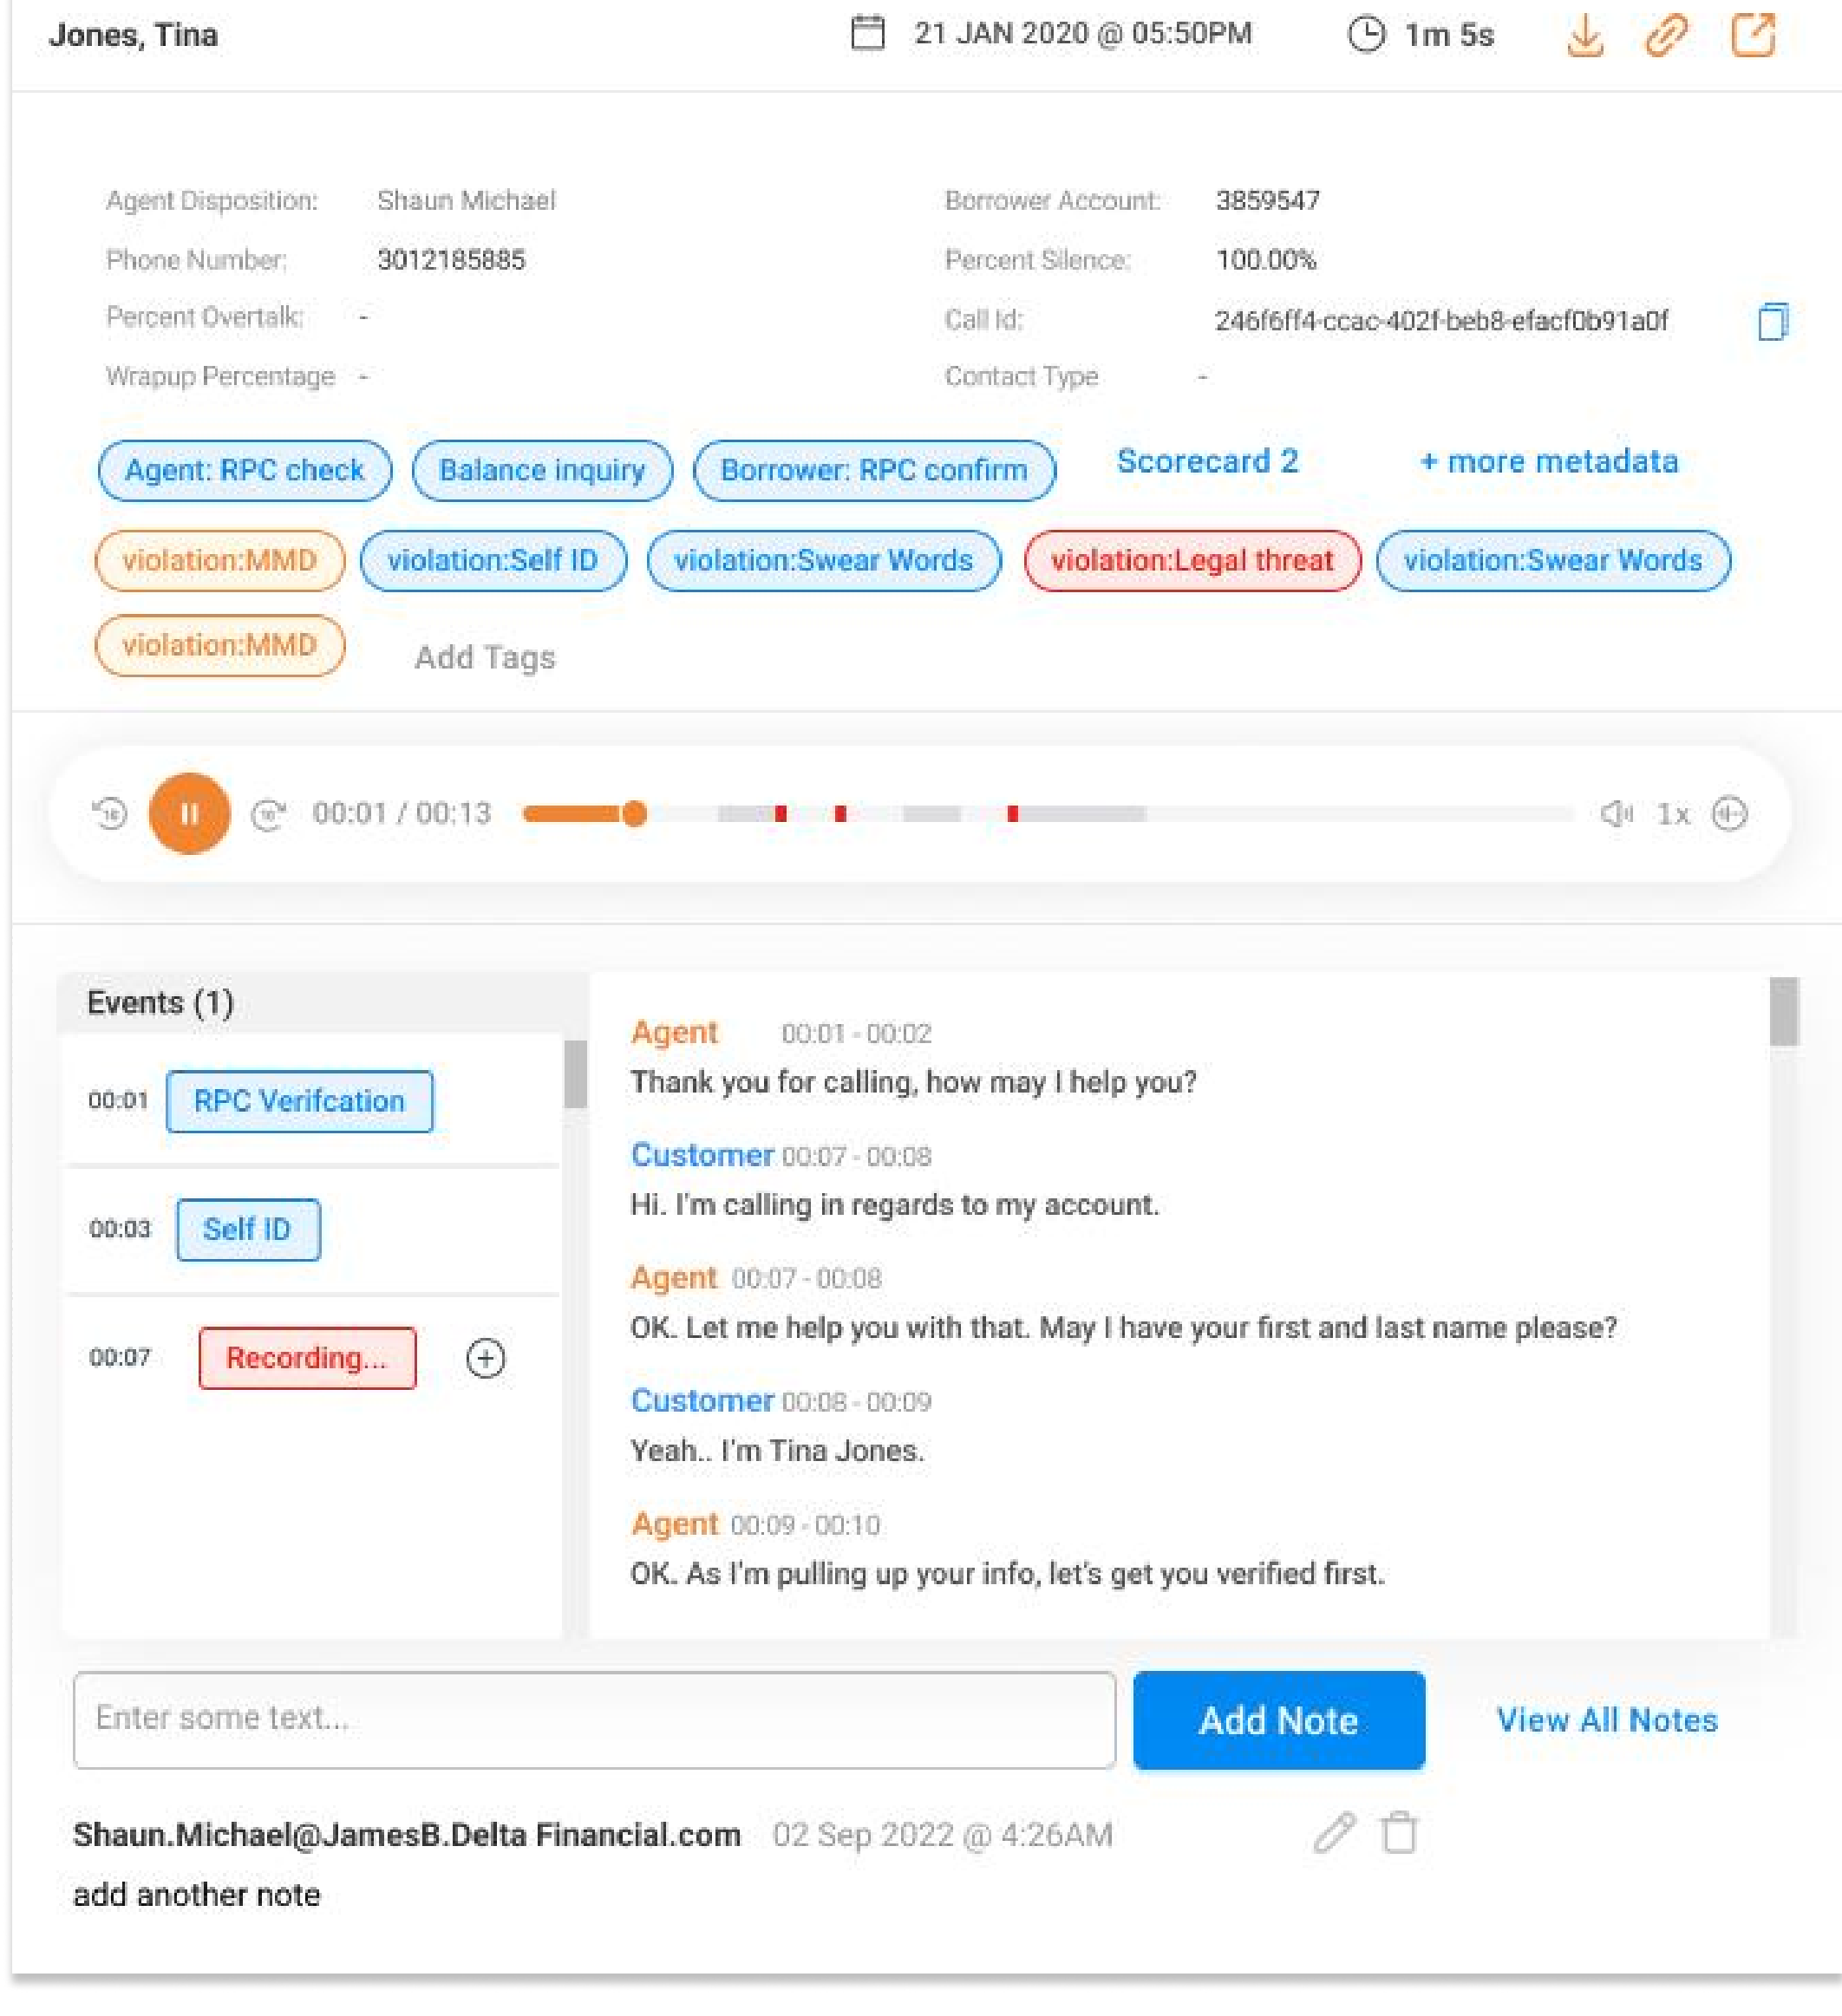 Jones, Tina 21 JAN 2020 @ 05:50PM 1m 5s
Agent Disposition: Shaun Michael Borrower Account: 3859547
Phone Number: 3012185885 Percent Silence: 100.00%
Percent Overtalk: - Call Id: 246f6ff4-ccac-402f-beb8-efacf0b91a0f
Wrapup Percentage - Contact Type -
Agent: RPC check Balance inquiry Borrower: RPC confirm Scorecard 2 + more metadata
violation:MMD violation:Self ID violation:Swear Words violation:Legal threat violation:Swear Words
violation:MMD Add Tags
10 10 00:01 / 00:13 1x
Events (1)
00:01 RPC Verifcation
00:03 Self ID
00:07 Recording...
Agent 00:01 - 00:02
Thank you for calling, how may I help you?
Customer 00:07 - 00:08
Hi. I'm calling in regards to my account.
Agent 00:07 - 00:08
OK. Let me help you with that. May I have your first and last name please?
Customer 00:08 - 00:09
Yeah.. I'm Tina Jones.
Agent 00:09 - 00:10
OK. As I'm pulling up your info, let's get you verified first.
Enter some text... Add Note View All Notes
Shaun.Michael@JamesB.Delta Financial.com 02 Sep 2022 @ 4:26AM
add another note